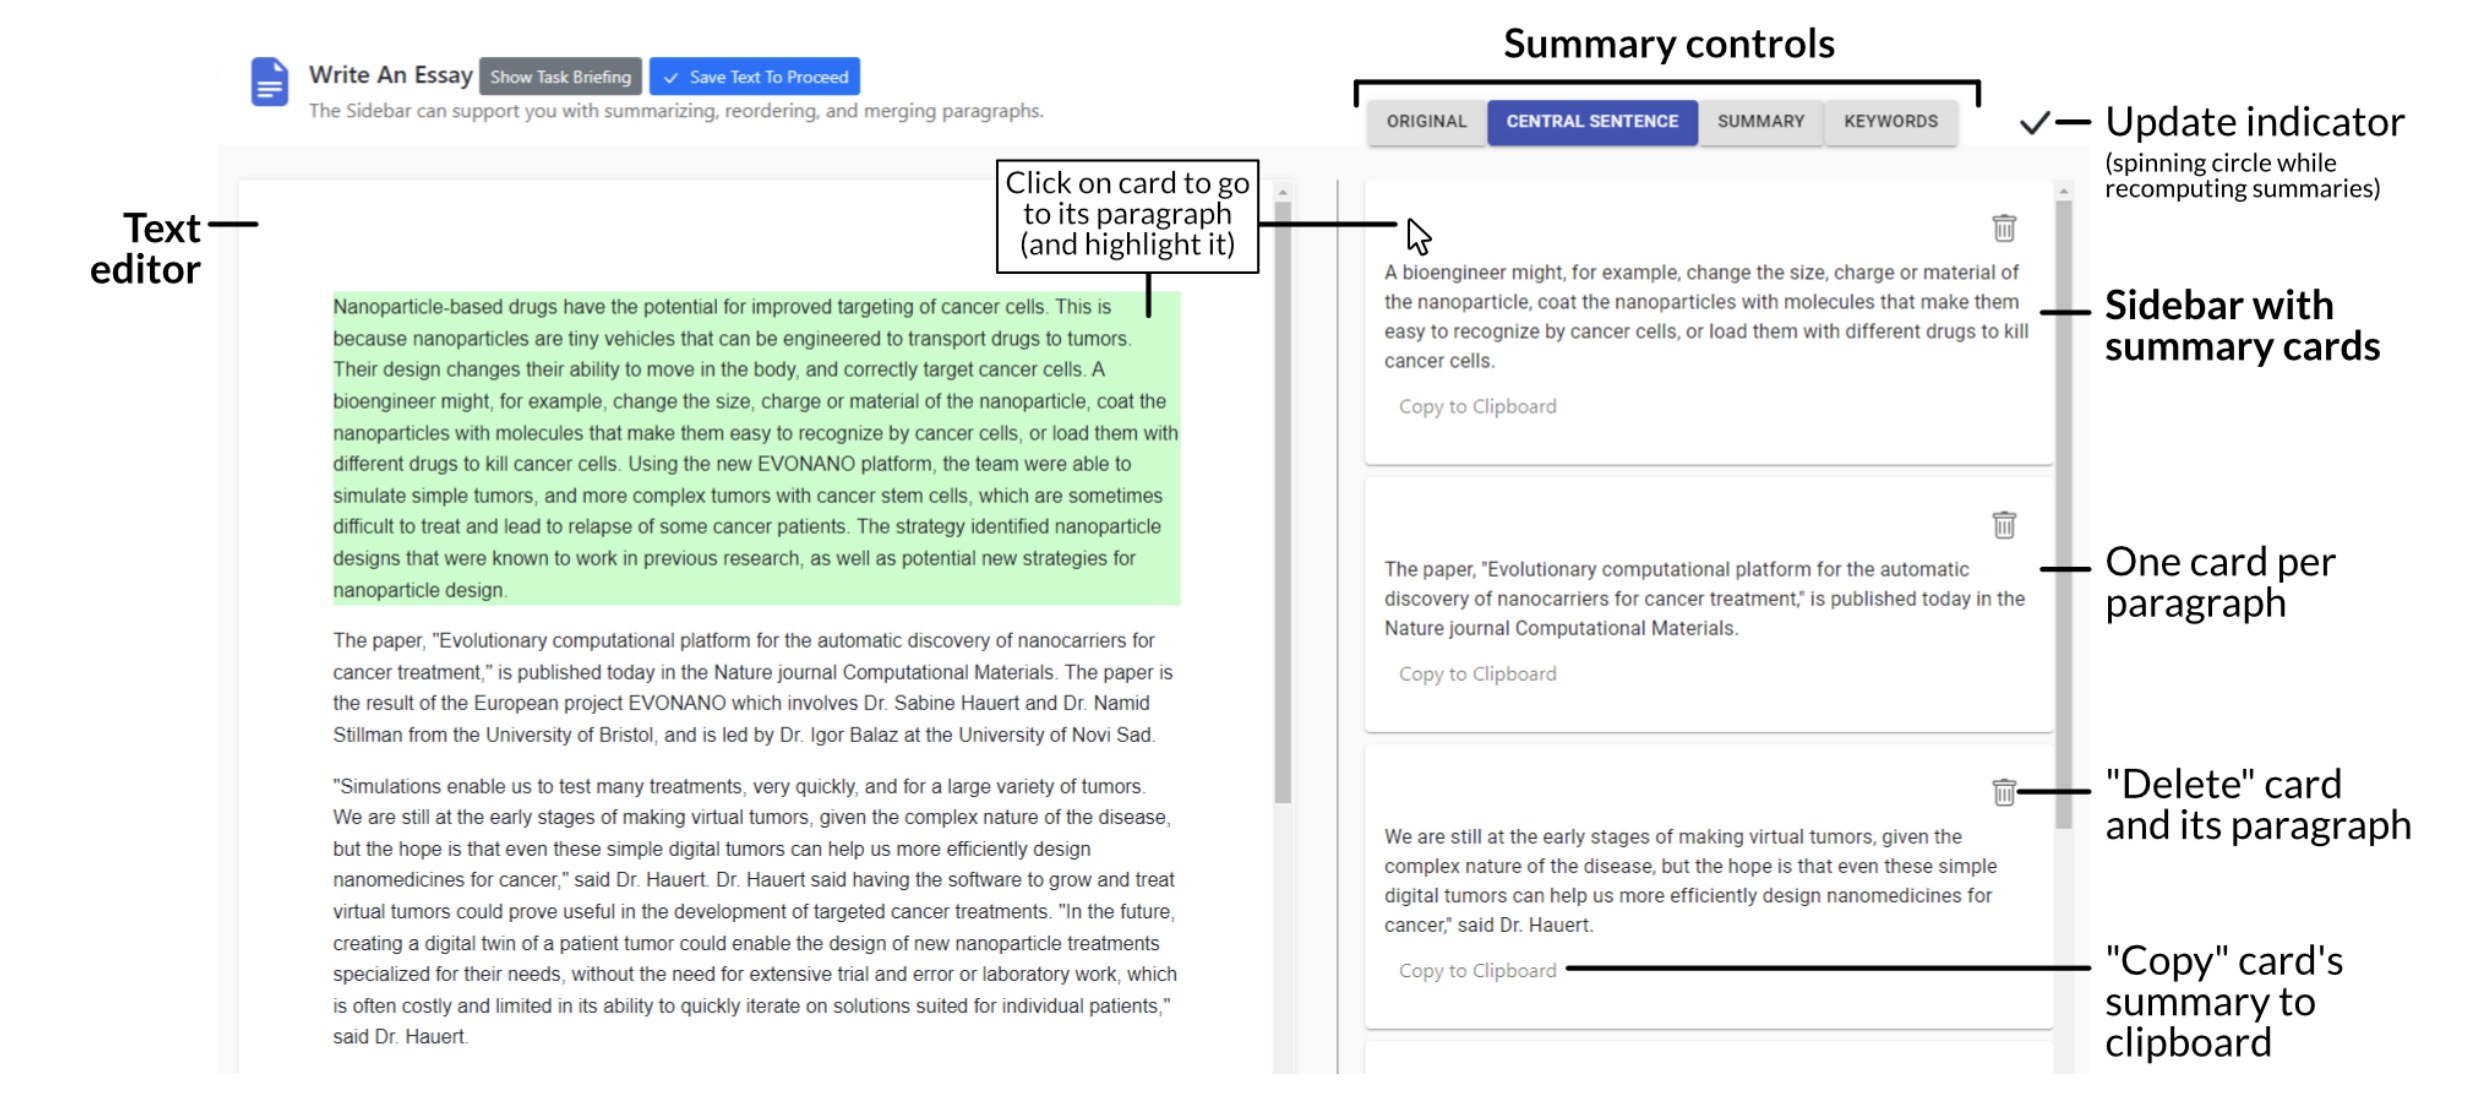 Summary controls
Write An Essay Show Task Briefing Save Text To Proceed
The Sidebar can support you with summarizing, reordering, and merging paragraphs.
ORIGINAL CENTRAL SENTENCE SUMMARY KEYWORDS
Update indicator
(spinning circle while
recomputing summaries)
Text
editor
Click on card to go
to its paragraph
(and highlight it)
Nanoparticle-based drugs have the potential for improved targeting of cancer cells. This is
because nanoparticles are tiny vehicles that can be engineered to transport drugs to tumors.
Their design changes their ability to move in the body, and correctly target cancer cells. A
bioengineer might, for example, change the size, charge or material of the nanoparticle, coat the
nanoparticles with molecules that make them easy to recognize by cancer cells, or load them with
different drugs to kill cancer cells. Using the new EVONANO platform, the team were able to
simulate simple tumors, and more complex tumors with cancer stem cells, which are sometimes
difficult to treat and lead to relapse of some cancer patients. The strategy identified nanoparticle
designs that were known to work in previous research, as well as potential new strategies for
nanoparticle design.
The paper, "Evolutionary computational platform for the automatic discovery of nanocarriers for
cancer treatment," is published today in the Nature journal Computational Materials. The paper is
the result of the European project EVONANO which involves Dr. Sabine Hauert and Dr. Namid
Stillman from the University of Bristol, and is led by Dr. Igor Balaz at the University of Novi Sad.
"Simulations enable us to test many treatments, very quickly, and for a large variety of tumors.
We are still at the early stages of making virtual tumors, given the complex nature of the disease,
but the hope is that even these simple digital tumors can help us more efficiently design
nanomedicines for cancer," said Dr. Hauert. Dr. Hauert said having the software to grow and treat
virtual tumors could prove useful in the development of targeted cancer treatments. "In the future,
creating a digital twin of a patient tumor could enable the design of new nanoparticle treatments
specialized for their needs, without the need for extensive trial and error or laboratory work, which
is often costly and limited in its ability to quickly iterate on solutions suited for individual patients,"
said Dr. Hauert.
A bioengineer might, for example, change the size, charge or material of
the nanoparticle, coat the nanoparticles with molecules that make them
easy to recognize by cancer cells, or load them with different drugs to kill
cancer cells.
Copy to Clipboard
The paper, "Evolutionary computational platform for the automatic
discovery of nanocarriers for cancer treatment," is published today in the
Nature journal Computational Materials.
Copy to Clipboard
We are still at the early stages of making virtual tumors, given the
complex nature of the disease, but the hope is that even these simple
digital tumors can help us more efficiently design nanomedicines for
cancer," said Dr. Hauert.
Copy to Clipboard
Sidebar with
summary cards
One card per
paragraph
"Delete" card
and its paragraph
"Copy" card's
summary to
clipboard